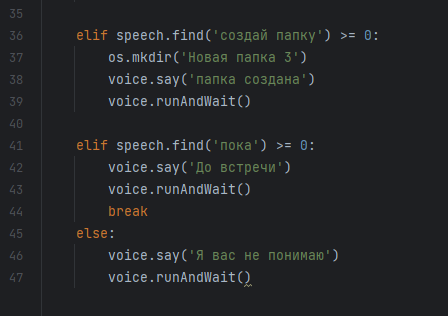 35
36 elif speech.find('создай папку') >= 0:
37 os.mkdir('Новая папка 3')
38 voice.say('папка создана')
39 voice.runAndWait()
40
41 elif speech.find('пока') >= 0:
42 voice.say('До встречи')
43 voice.runAndWait()
44 break
45 else:
46 voice.say('Я вас не понимаю')
47 voice.runAndWait()